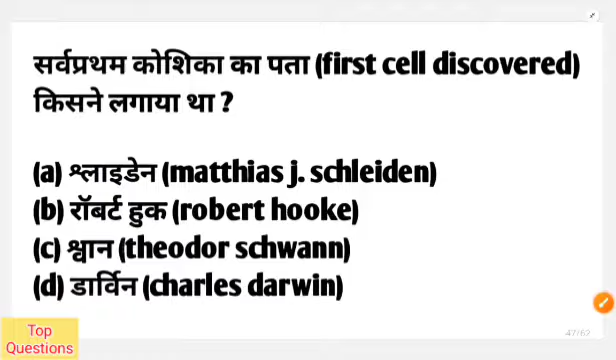 सर्वप्रथम कोशिका का पता (first cell discovered)
किसने लगाया था ?
(a) श्लाइडेन (matthias j. schleiden)
(b) रॉबर्ट हुक (robert hooke)
(c) श्वान (theodor schwann)
(d) डार्विन (charles darwin)
47/62
Top
Questions